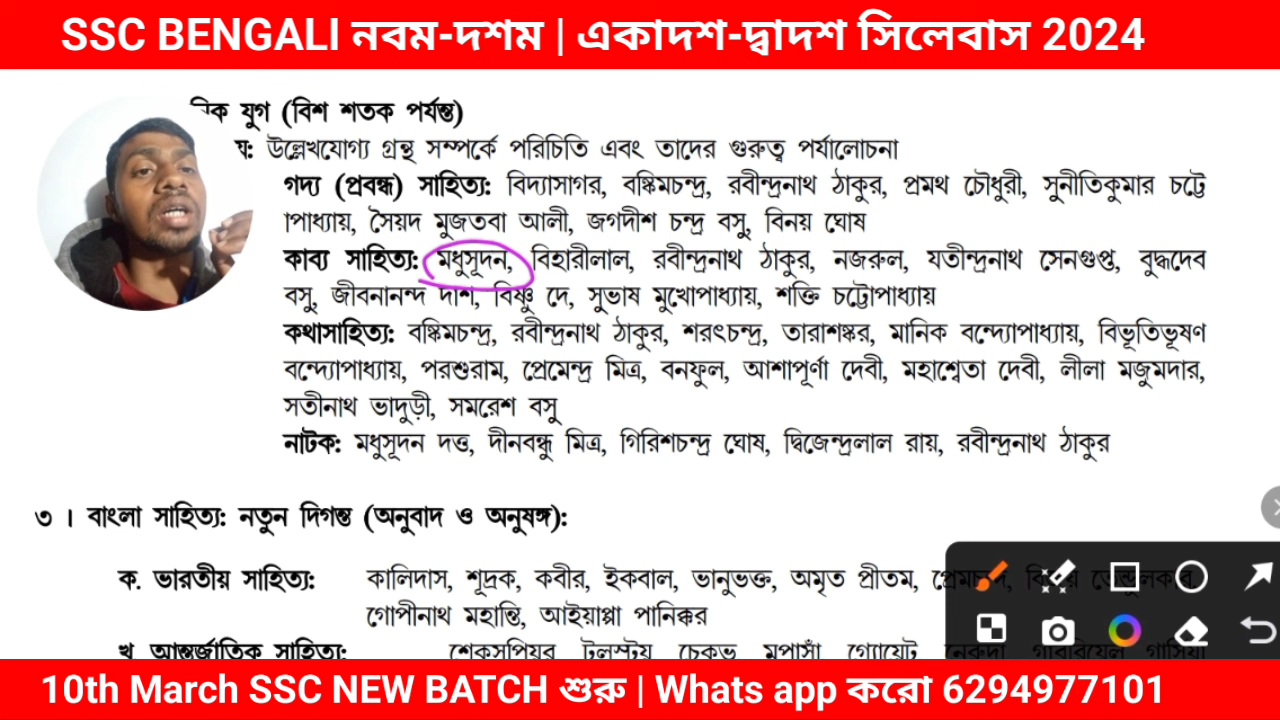 SSC BENGALI নবম-দশম | একাদশ-দ্বাদশ সিলেবাস 2024
যুগ (বিশ শতক পর্যন্ত)
উল্লেখযোগ্য গ্রন্থ সম্পর্কে পরিচিতি এবং তাদের গুরুত্ব পর্যালোচনা
গদ্য (প্রবন্ধ) সাহিত্য: বিদ্যাসাগর, বঙ্কিমচন্দ্র, রবীন্দ্রনাথ ঠাকুর, প্রমথ চৌধুরী, সুনীতিকুমার চট্টে
াপাধ্যায়, সৈয়দ মুজতবা আলী, জগদীশ চন্দ্র বসু, বিনয় ঘোষ
কাব্য সাহিত্য: মধুসূদন, বিহারীলাল, রবীন্দ্রনাথ ঠাকুর, নজরুল, যতীন্দ্রনাথ সেনগুপ্ত, বুদ্ধদেব
বসু, জীবনানন্দ দাশ, বিষ্ণু দে, সুভাষ মুখোপাধ্যায়, শক্তি চট্টোপাধ্যায়
কথাসাহিত্য: বঙ্কিমচন্দ্র, রবীন্দ্রনাথ ঠাকুর, শরৎচন্দ্র, তারাশঙ্কর, মানিক বন্দ্যোপাধ্যায়, বিভূতিভূষণ
বন্দ্যোপাধ্যায়, পরশুরাম, প্রেমেন্দ্র মিত্র, বনফুল, আশাপূর্ণা দেবী, মহাশ্বেতা দেবী, লীলা মজুমদার,
সতীনাথ ভাদুড়ী, সমরেশ বসু
নাটক: মধুসূদন দত্ত, দীনবন্ধু মিত্র, গিরিশচন্দ্র ঘোষ, দ্বিজেন্দ্রলাল রায়, রবীন্দ্রনাথ ঠাকুর
৩ । বাংলা সাহিত্য: নতুন দিগন্ত (অনুবাদ ও অনুষঙ্গ):
ক. ভারতীয় সাহিত্য: কালিদাস, শূদ্রক, কবীর, ইকবাল, ভানুভক্ত, অমৃত প্রীতম, প্রেমচন্দ,
গোপীনাথ মহান্তি, আইয়াপ্পা পানিক্কর
খ আন্তর্জাতিক সাহিত্য:
10th March SSC NEW BATCH শুরু | Whats app করো 6294977101